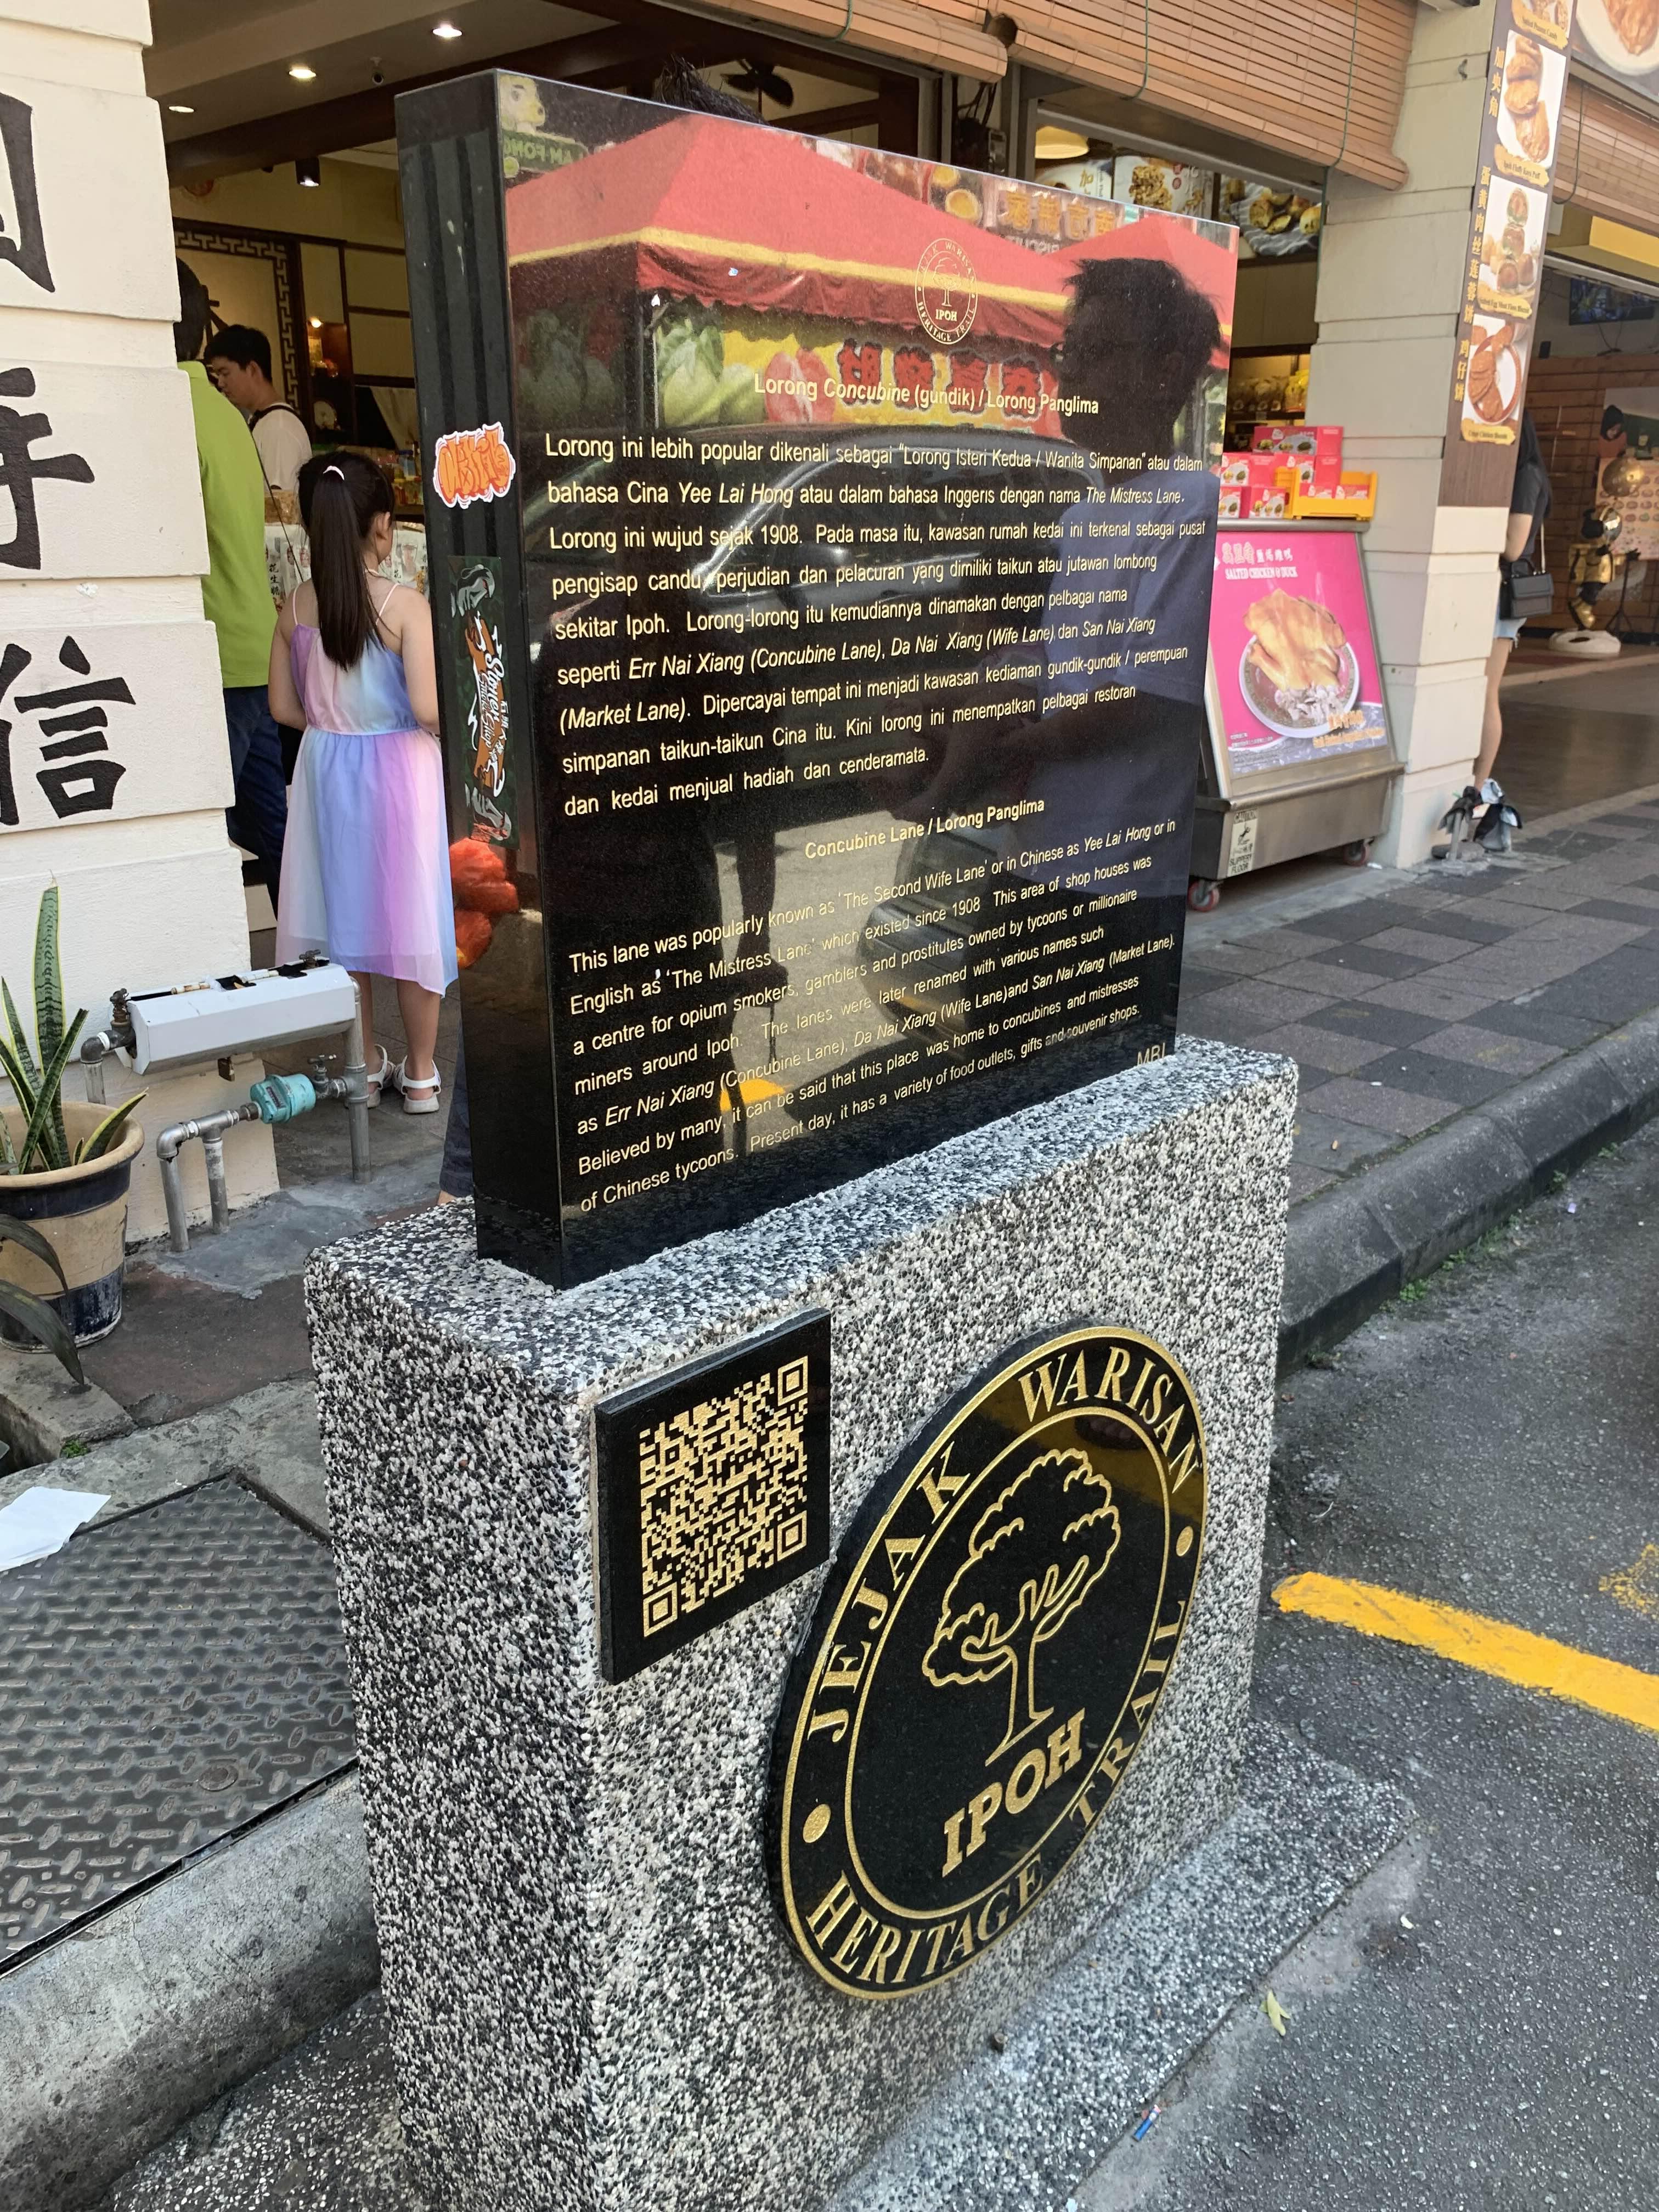 JEJAK WARISAN
IPOH
HERITAGE TRAIL
Lorong Concubine (gundik) / Lorong Panglima
Lorong ini lebih popular dikenali sebagai "Lorong Isteri Kedua / Wanita Simpanan" atau dalam
bahasa Cina Yee Lai Hong atau dalam bahasa Inggeris dengan nama The Mistress Lane.
Lorong ini wujud sejak 1908. Pada masa itu, kawasan rumah kedai ini terkenal sebagai pusat
pengisap candu, perjudian dan pelacuran yang dimiliki taikun atau jutawan lombong
sekitar Ipoh. Lorong-lorong itu kemudiannya dinamakan dengan pelbagai nama
seperti Err Nai Xiang (Concubine Lane), Da Nai Xiang (Wife Lane) dan San Nai Xiang
(Market Lane). Dipercayai tempat ini menjadi kawasan kediaman gundik-gundik / perempuan
simpanan taikun-taikun Cina itu. Kini lorong ini menempatkan pelbagai restoran
dan kedai menjual hadiah dan cenderamata.
Concubine Lane / Lorong Panglima
This lane was popularly known as 'The Second Wife Lane' or in Chinese as Yee Lai Hong or in
English as 'The Mistress Lane' which existed since 1908 This area of shop houses was
a centre for opium smokers, gamblers and prostitutes owned by tycoons or millionaire
miners around Ipoh. The lanes were later renamed with various names such
as Err Nai Xiang (Concubine Lane), Da Nai Xiang (Wife Lane) and San Nai Xiang (Market Lane).
Believed by many, it can be said that this place was home to concubines and mistresses
of Chinese tycoons. Present day, it has a variety of food outlets, gifts and souvenir shops.
MBI
JEJAK WARISAN
IPOH
HERITAGE TRAIL
信
SALTED CHICKEN & DUCK